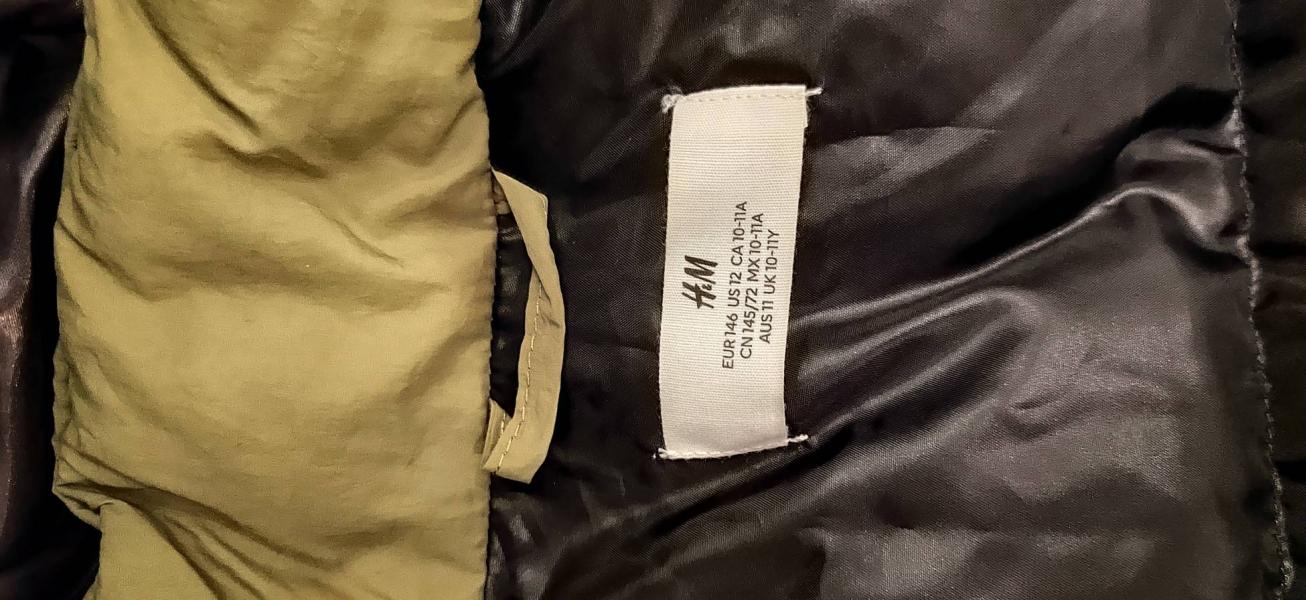 H&M
EUR 146 US 12 CA 10-11A
CN 145/72 MX 10-11A
AUS 11 UK 10-11Y